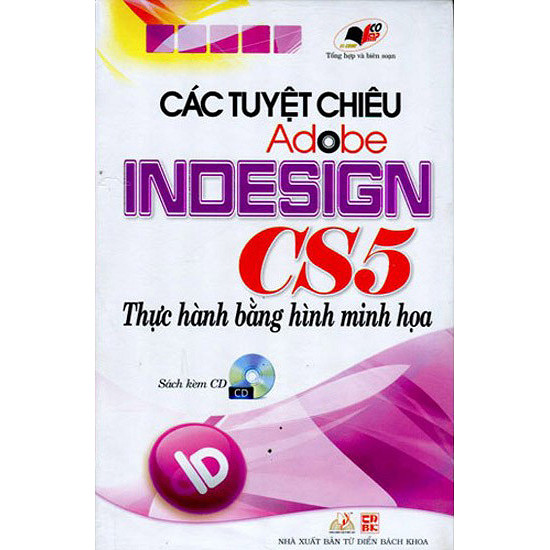 Tổng hợp và biên soạn
CÁC TUYỆT CHIÊU
Adobe
INDESIGN
CS5
Thực hành bằng hình minh họa
Sách kèm CD
CD
ID
NHÀ XUẤT BẢN TỪ ĐIỂN BÁCH KHOA